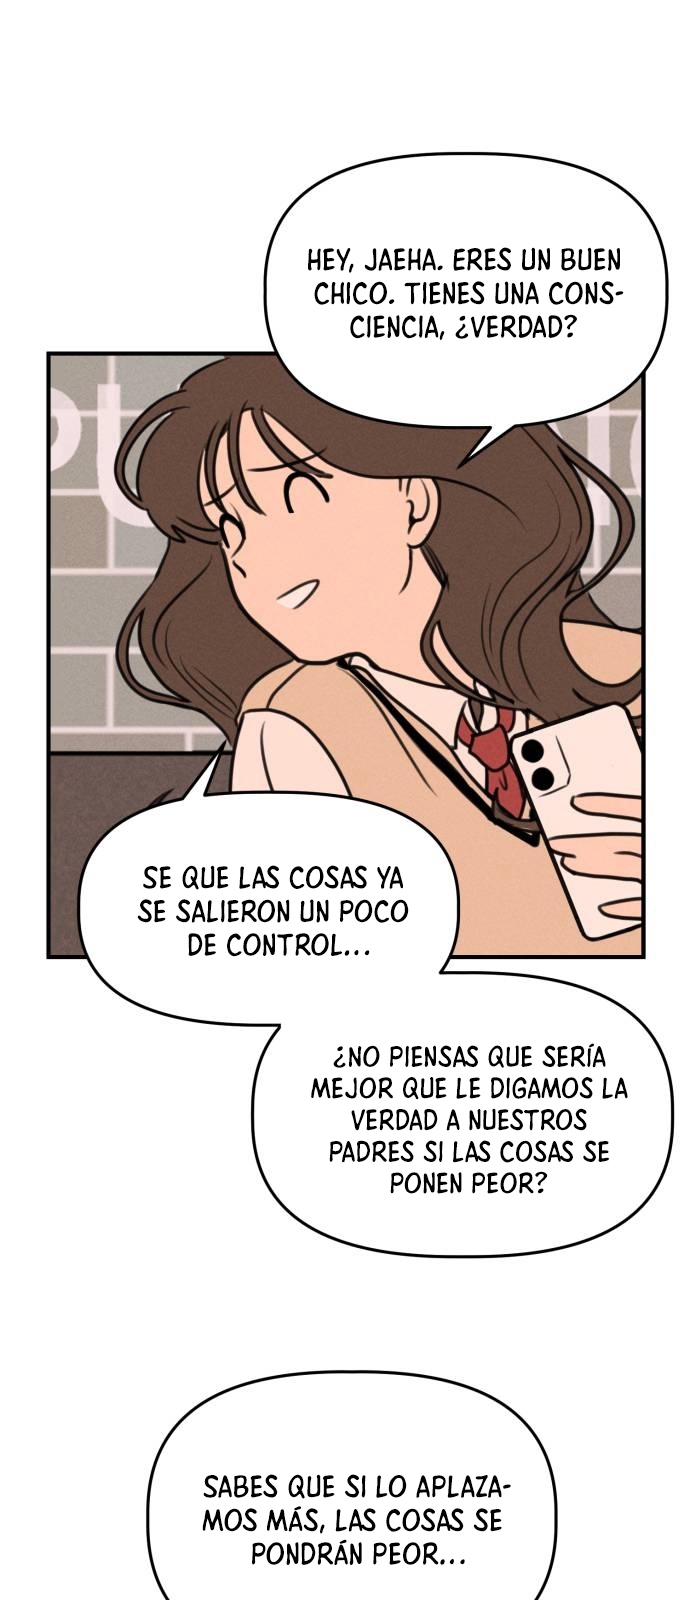 HEY, JAEHA. ERES UN BUEN
CHICO. TIENES UNA CONS-
CIENCIA, ¿VERDAD?
SE QUE LAS COSAS YA
SE SALIERON UN POCO
DE CONTROL...
¿NO PIENSAS QUE SERÍA
MEJOR QUE LE DIGAMOS LA
VERDAD A NUESTROS
PADRES SI LAS COSAS SE
PONEN PEOR?
SABES QUE SI LO APLAZA-
MOS MÁS, LAS COSAS SE
PONDRÁN PEOR...